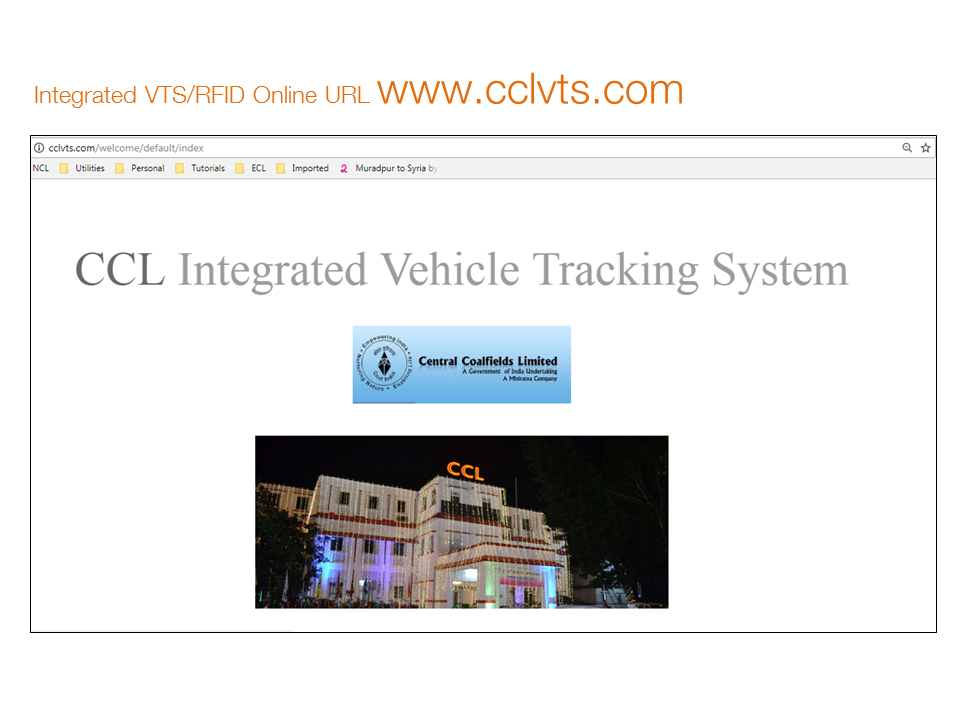 Integrated VTS/RFID Online URL www.cclvts.com
cclvts.com/welcome/default/index
NCL Utilities Personal Tutorials ECL Imported Muradpur to Syria by
CCL Integrated Vehicle Tracking System
Empowering India
Nurturing Nature
Coal India
Central Coalfields Limited
A Government of India Undertaking
A Miniratna Company
CCL